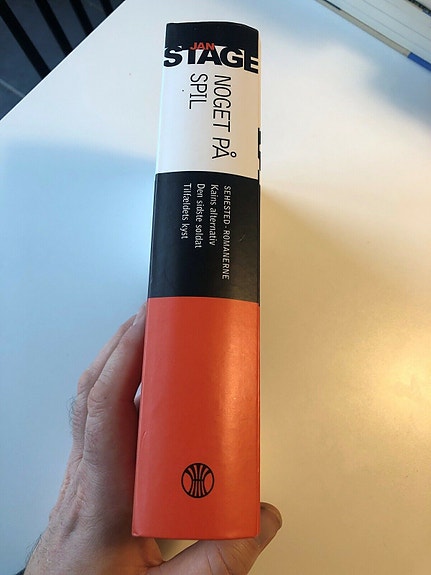 JAN
STAGE
NOGET PÅ
SPIL
SEHESTED-ROMANERNE
Kains alternativ
Den sidste soldat
Tilfældets kyst